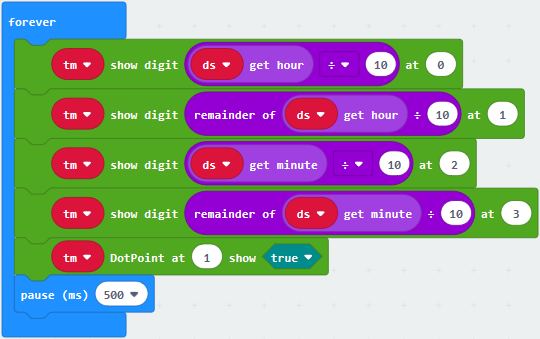 forever
tm show digit ds get hour ÷ 10 at 0
tm show digit remainder of ds get hour ÷ 10 at 1
tm show digit ds get minute ÷ 10 at 2
tm show digit remainder of ds get minute ÷ 10 at 3
tm DotPoint at 1 show true
pause (ms) 500